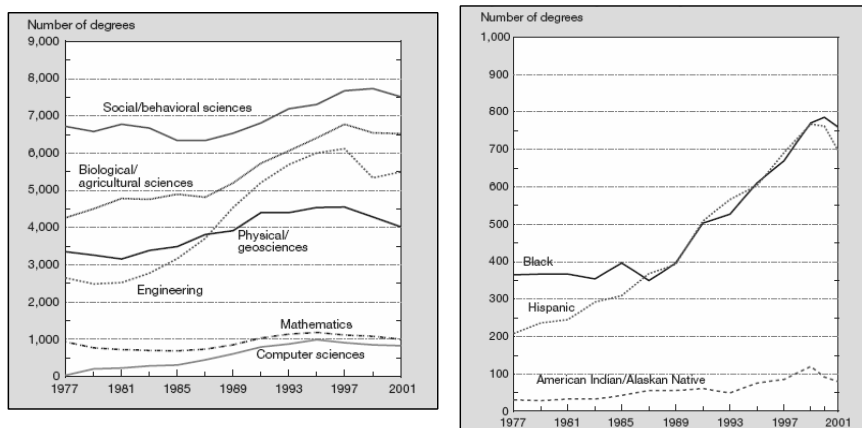 Number of degrees
9,000
8,000
7,000
6,000
5,000
4,000
3,000
2,000
1,000
0
Social/behavioral sciences
Biological/
agricultural sciences
Physical/
geosciences
Engineering
Mathematics
Computer sciences
1977 1981 1985 1989 1993 1997 2001
Number of degrees
1,000
900
800
700
600
500
400
300
200
100
0
Black
Hispanic
American Indian/Alaskan Native
1977 1981 1985 1989 1993 1997 2001